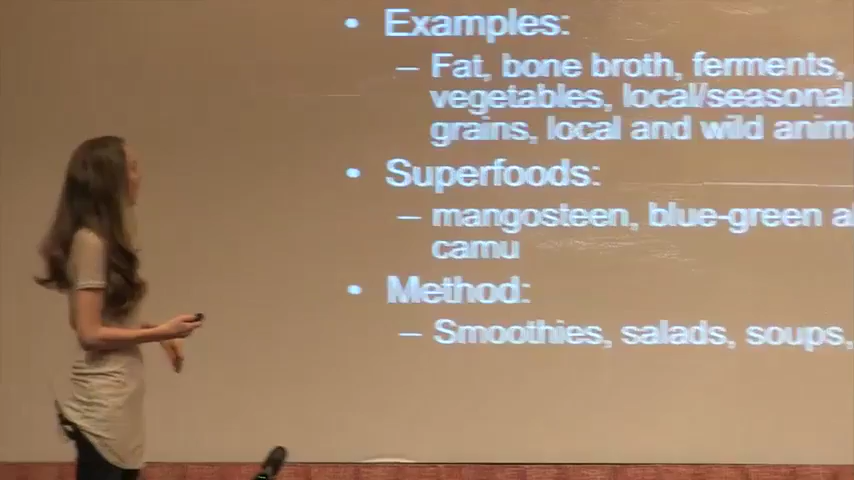 • Examples:
– Fat, bone broth, ferments,
vegetables, local/seasonal
grains, local and wild
• Superfoods:
– mangosteen, blue-green
camu
• Method:
– Smoothies, salads, soups,